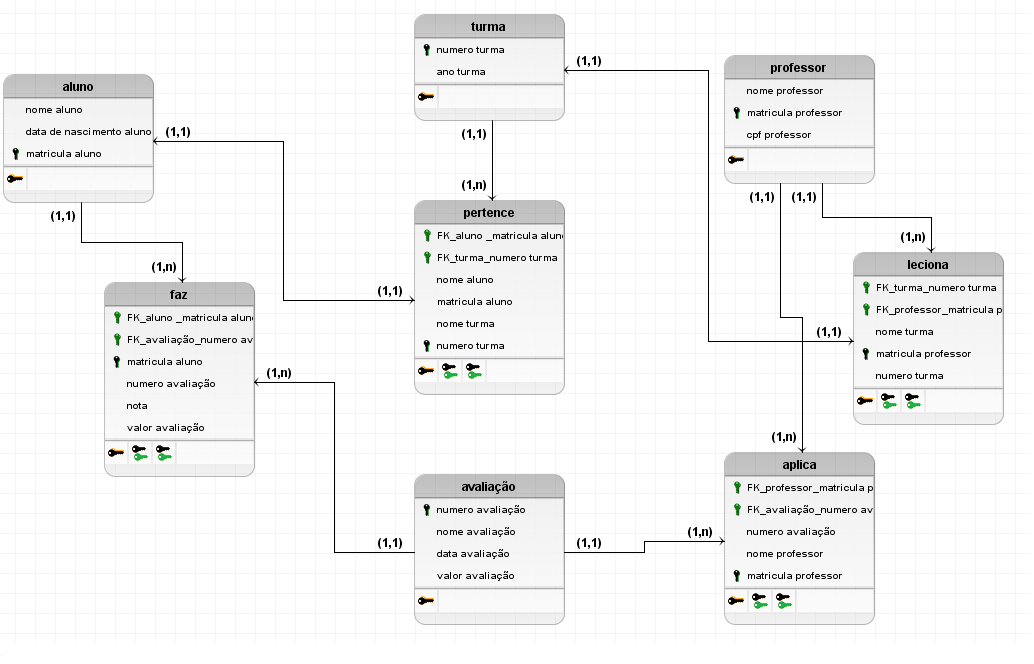 turma
numero turma
ano turma
(1,1)
(1,1)
(1,n)
professor
nome professor
matricula professor
cpf professor
(1,1)
(1,1)
(1,n)
aluno
nome aluno
data de nascimento aluno
matricula aluno
(1,1)
(1,1)
(1,n)
pertence
FK_aluno _matricula alun
FK_turma_numero turma
nome aluno
matricula aluno
nome turma
numero turma
(1,1)
leciona
FK_turma_numero turma
FK_professor_matricula p
nome turma
matricula professor
numero turma
(1,1)
faz
FK_aluno _matricula alun
FK_avaliação_numero av
matricula aluno
numero avaliação
nota
valor avaliação
(1,n)
(1,1)
avaliação
numero avaliação
nome avaliação
data avaliação
valor avaliação
(1,1)
(1,n)
(1,n)
aplica
FK_professor_matricula p
FK_avaliação_numero av
numero avaliação
nome professor
matricula professor